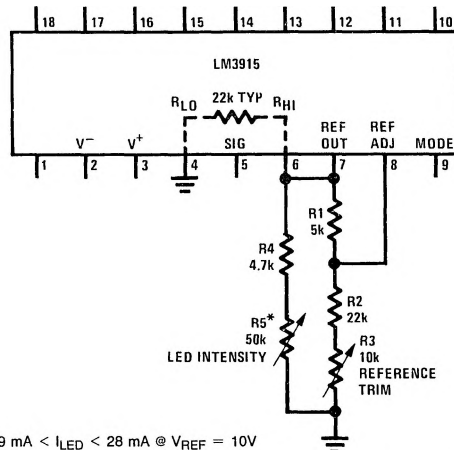 18 17 16 15 14 13 12 11 10
LM3915
22k TYP
RLO RHI
REF OUT
REF ADJ
V− V+ SIG MODE
1 2 3 4 5 6 7 8 9
R1
5k
R4
4.7k
R2
22k
R5*
50k
LED INTENSITY
R3
10k
REFERENCE
TRIM
9 mA < ILED < 28 mA @ VREF = 10V